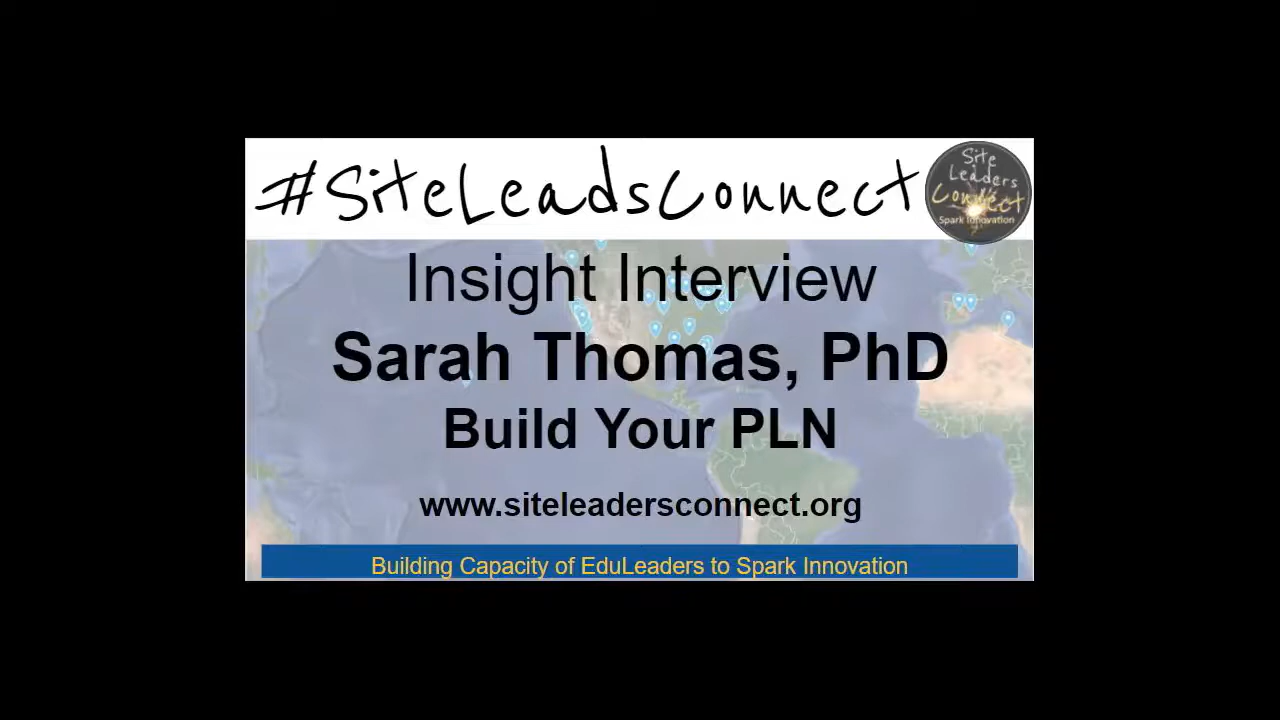 #SiteLeadsConnect
Site
Leaders
Connect
Spark Innovation
Insight Interview
Sarah Thomas, PhD
Build Your PLN
www.siteleadersconnect.org
Building Capacity of EduLeaders to Spark Innovation